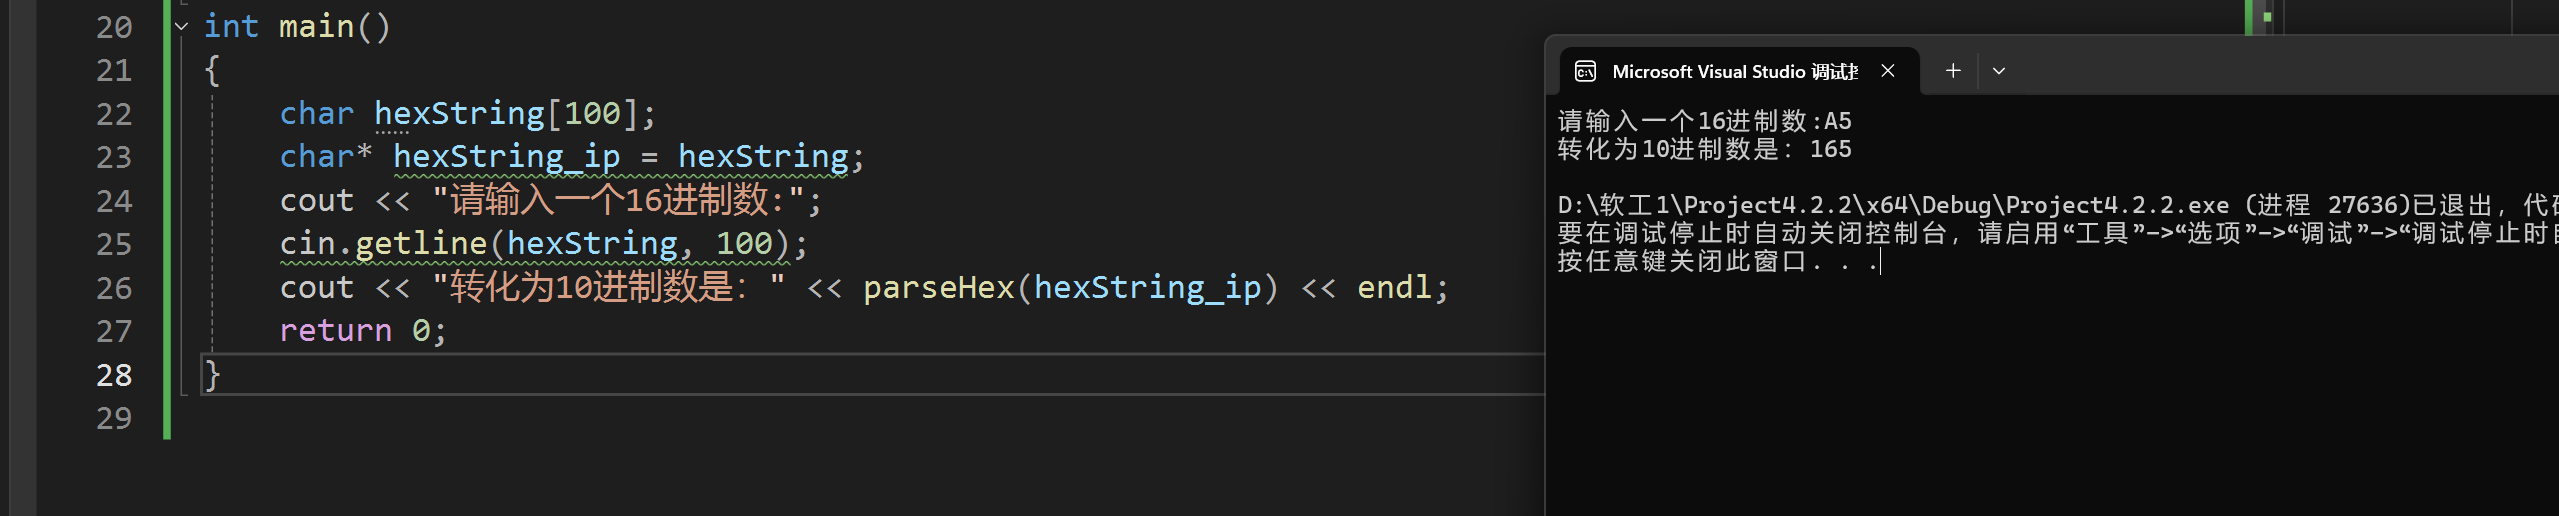 20 int main()
21 {
22 char hexString[100];
23 char* hexString_ip = hexString;
24 cout << "请输入一个16进制数:";
25 cin.getline(hexString, 100);
26 cout << "转化为10进制数是: " << parseHex(hexString_ip) << endl;
27 return 0;
28 }
29
Microsoft Visual Studio 调试
请输入一个16进制数:A5
转化为10进制数是: 165
D:\软工1\Project4.2.2\x64\Debug\Project4.2.2.exe (进程 27636)已退出，代
要在调试停止时自动关闭控制台，请启用“工具”->“选项”->“调试”->“调试停止时
按任意键关闭此窗口. . .